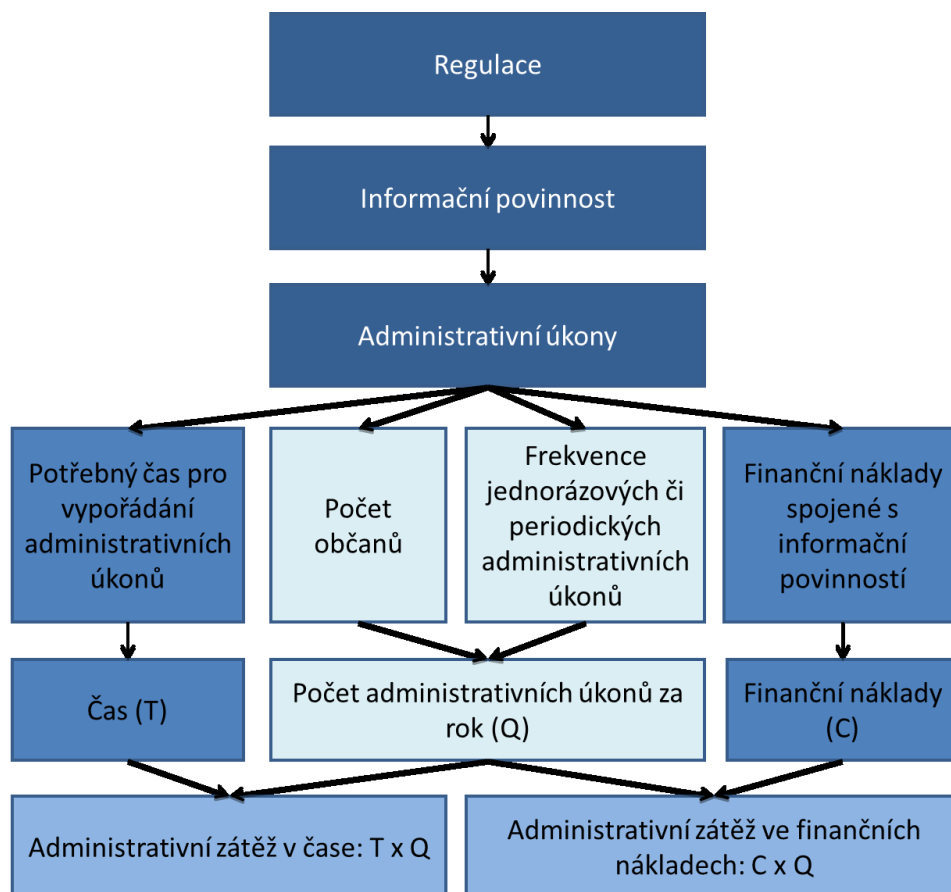 Regulace
Informační povinnost
Administrativní úkony
Potřebný čas pro
vypořádání
administrativních
úkonů
Počet
občanů
Frekvence
jednorázových či
periodických
administrativních
úkonů
Finanční náklady
spojené s
informační
povinností
Čas (T)
Počet administrativních úkonů za
rok (Q)
Finanční náklady
(C)
Administrativní zátěž v čase: T x Q
Administrativní zátěž ve finančních
nákladech: C x Q